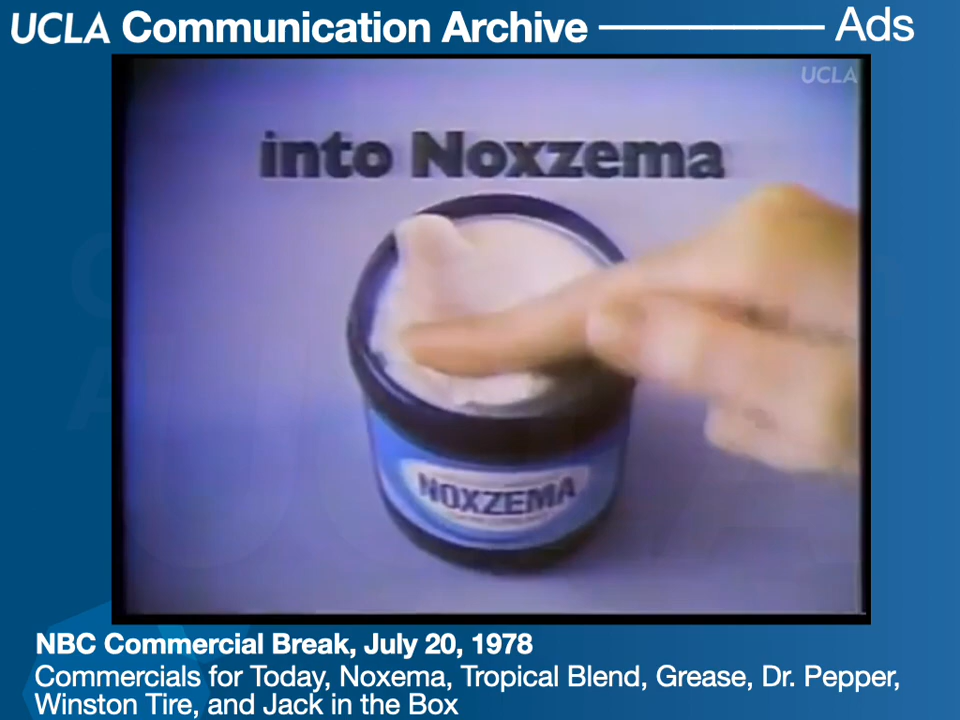 UCLA Communication Archive Ads
UCLA
into Noxzema
NOXZEMA
NBC Commercial Break, July 20, 1978
Commercials for Today, Noxema, Tropical Blend, Grease, Dr. Pepper,
Winston Tire, and Jack in the Box